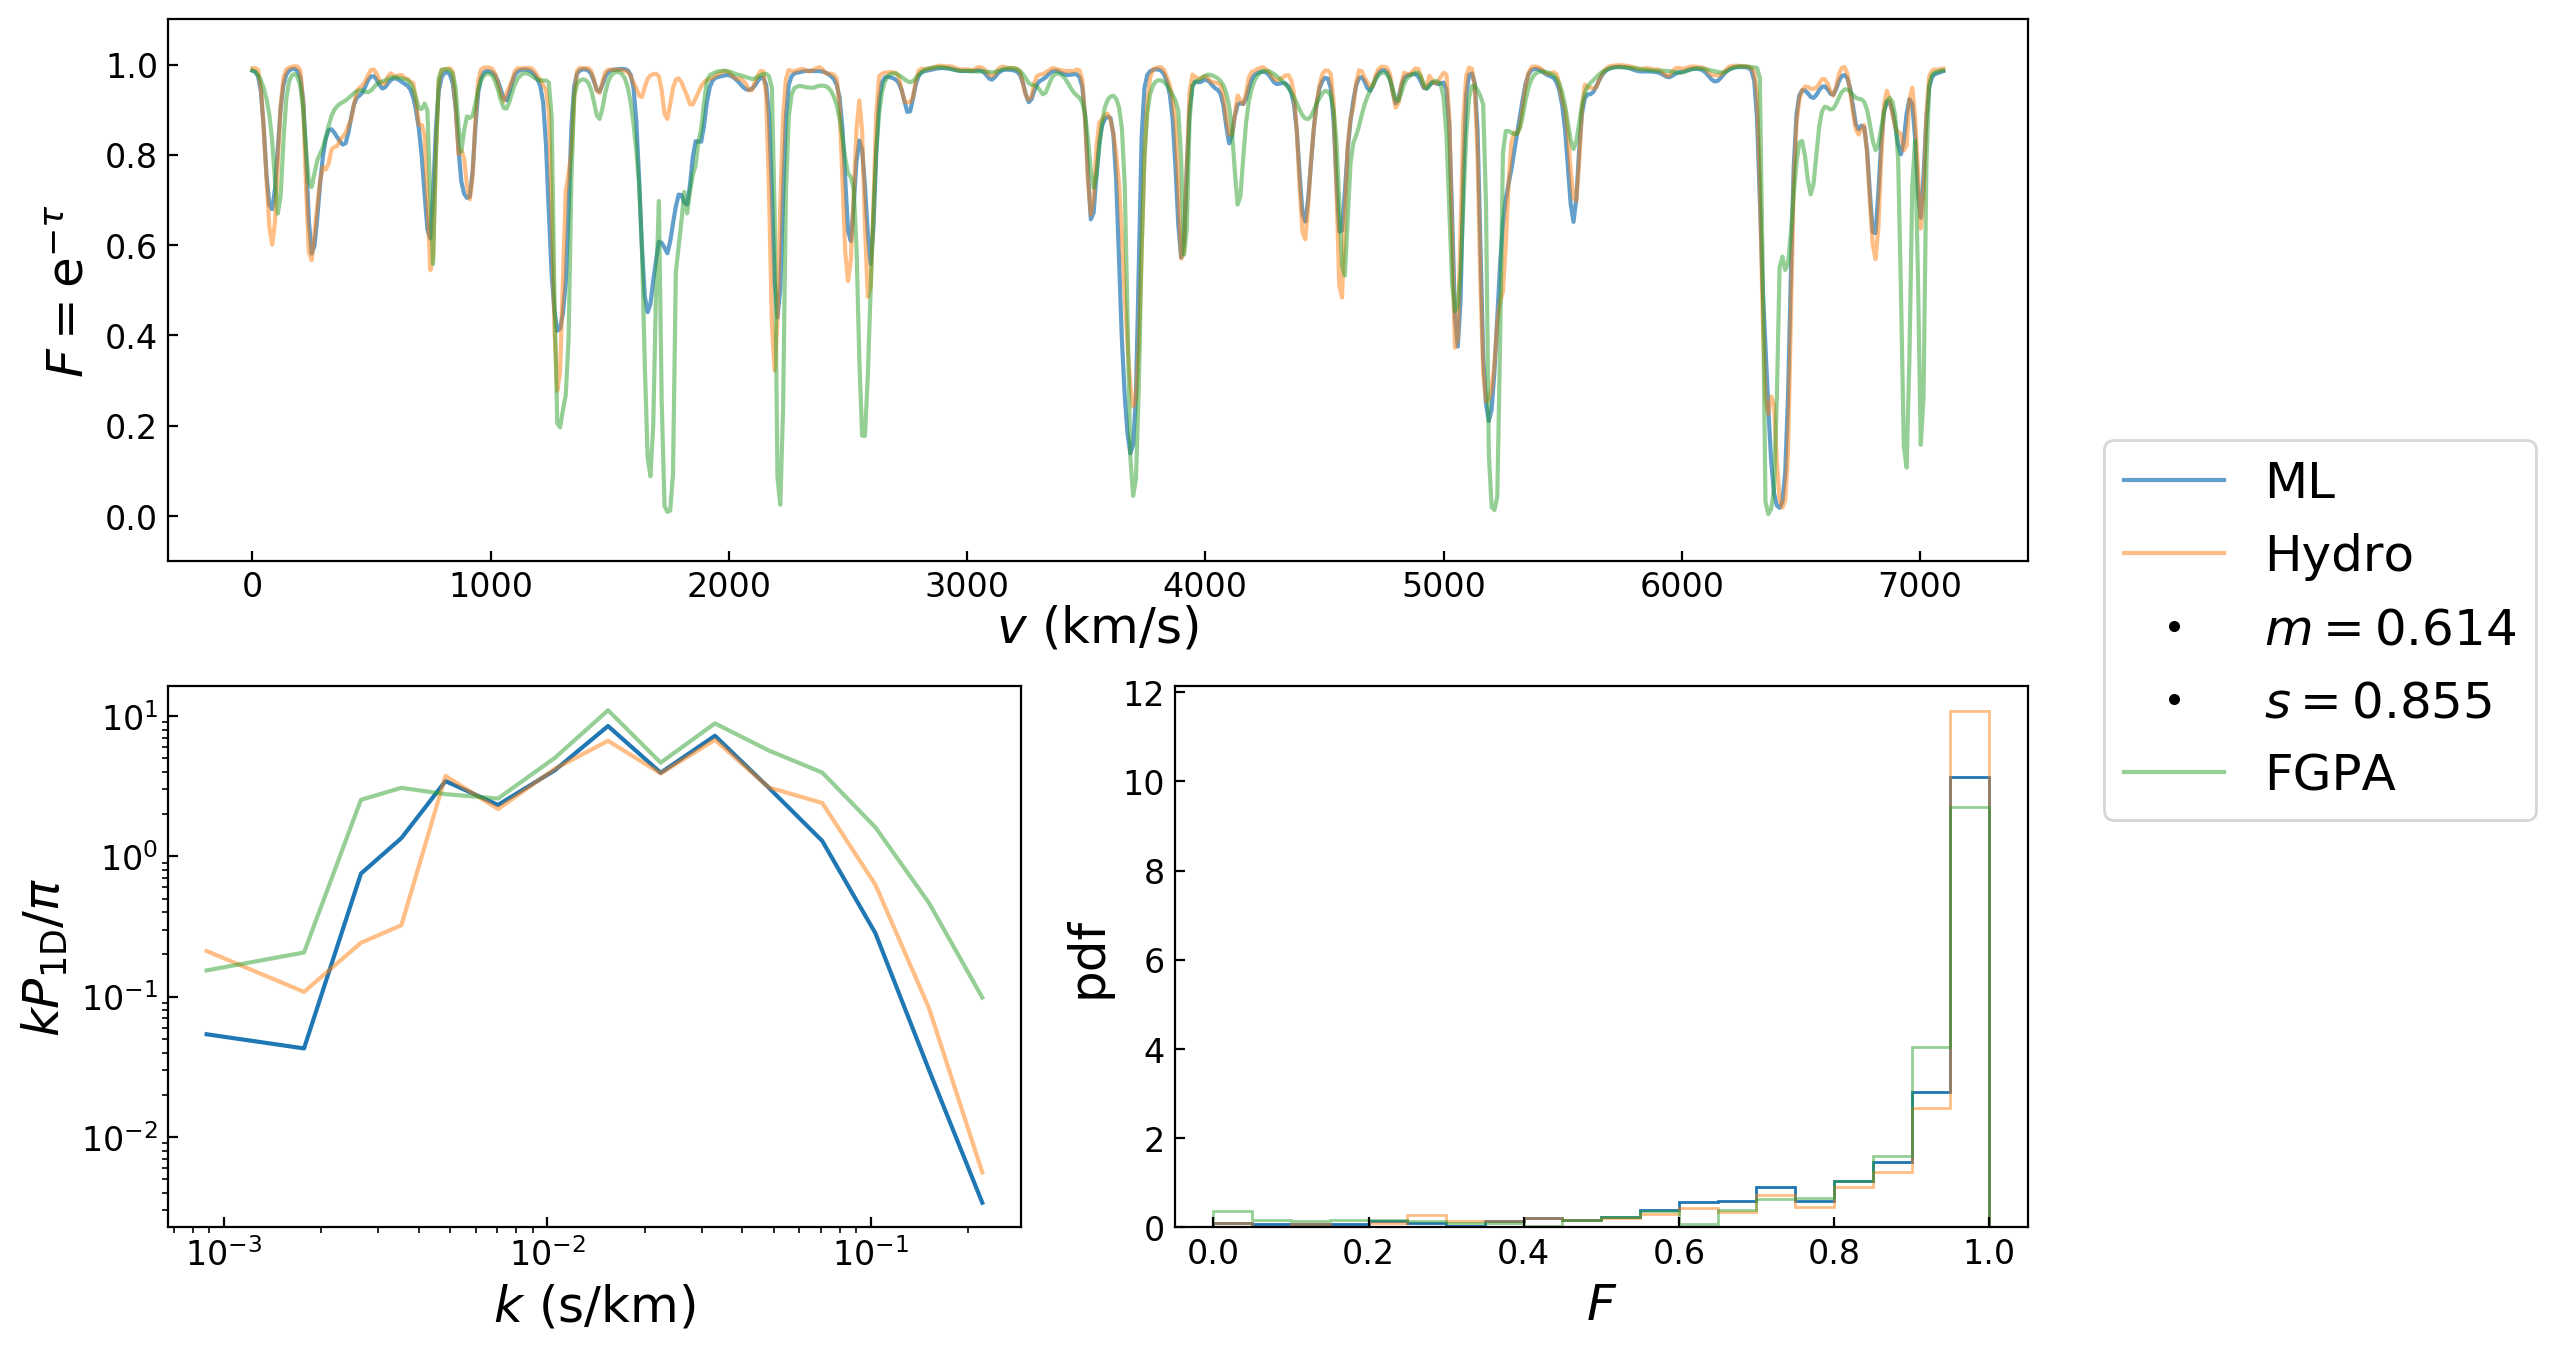 F = e^{−τ}
1.0
0.8
0.6
0.4
0.2
0.0
0 1000 2000 3000 4000 5000 6000 7000
v (km/s)
ML
Hydro
m = 0.614
s = 0.855
FGPA
kP_{1D}/π
10^1
10^0
10^{−1}
10^{−2}
10^{−3} 10^{−2} 10^{−1}
k (s/km)
pdf
12
10
8
6
4
2
0
0.0 0.2 0.4 0.6 0.8 1.0
F